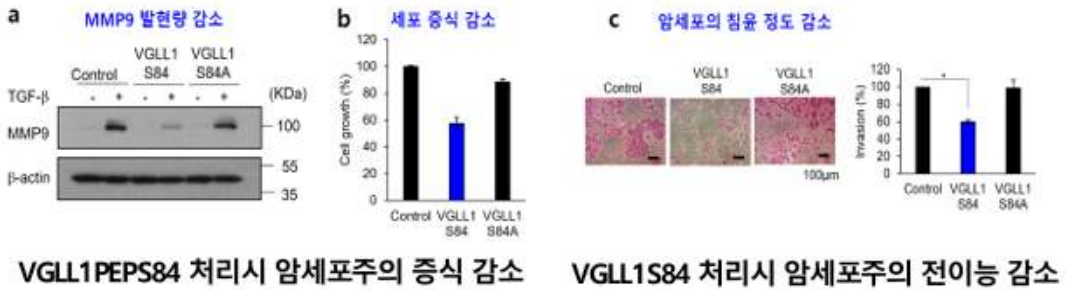 a
MMP9 발현량 감소
Control
VGLL1
S84
VGLL1
S84A
TGF-β - + - + - + (KDa)
MMP9
100
β-actin
55
35
b
세포 증식 감소
Cell growth (%)
120
100
80
60
40
20
0
Control
VGLL1
S84
VGLL1
S84A
c
암세포의 침윤 정도 감소
Control
VGLL1
S84
VGLL1
S84A
100μm
Invasion (%)
120
100
80
60
40
20
0
*
Control
VGLL1
S84
VGLL1
S84A
VGLL1PEPS84 처리시 암세포주의 증식 감소
VGLL1S84 처리시 암세포주의 전이능 감소